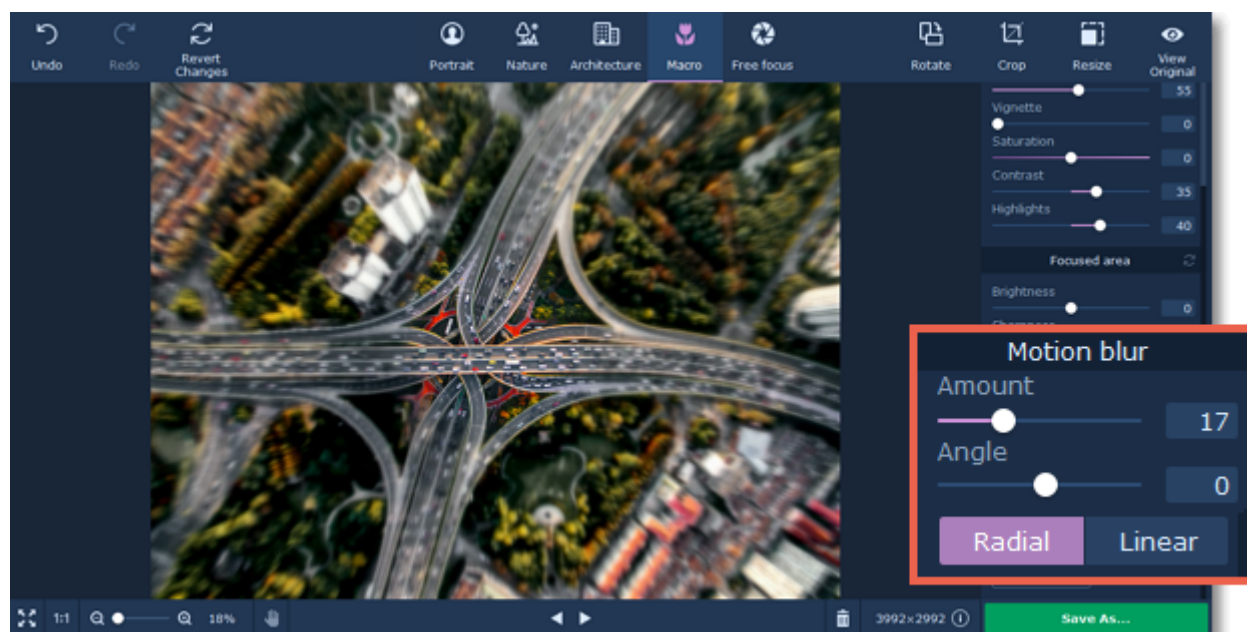 Undo
Redo
Revert
Changes
Portrait
Nature
Architecture
Macro
Free focus
Rotate
Crop
Resize
View
Original
55
Vignette
0
Saturation
0
Contrast
35
Highlights
40
Focused area
Brightness
0
Motion blur
Amount
17
Angle
0
Radial
Linear
1:1
18%
3992×2992
Save As...